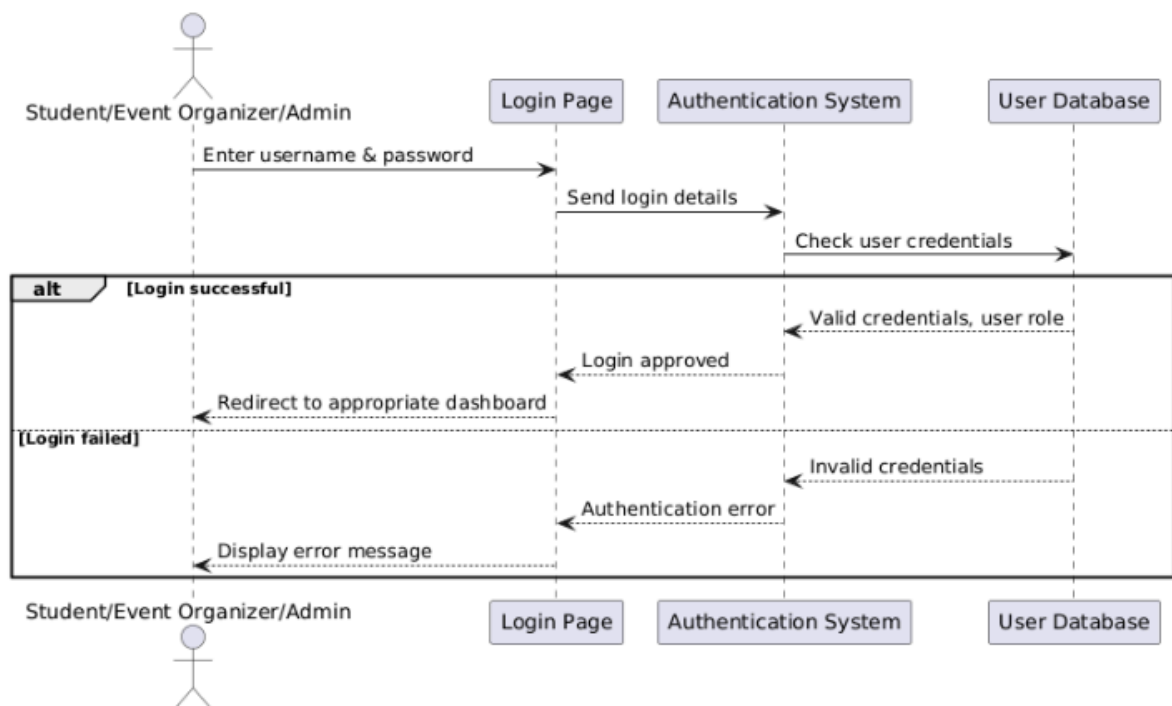 Student/Event Organizer/Admin
Login Page
Authentication System
User Database
Enter username & password
Send login details
Check user credentials
alt
[Login successful]
Valid credentials, user role
Login approved
Redirect to appropriate dashboard
[Login failed]
Invalid credentials
Authentication error
Display error message
Student/Event Organizer/Admin
Login Page
Authentication System
User Database